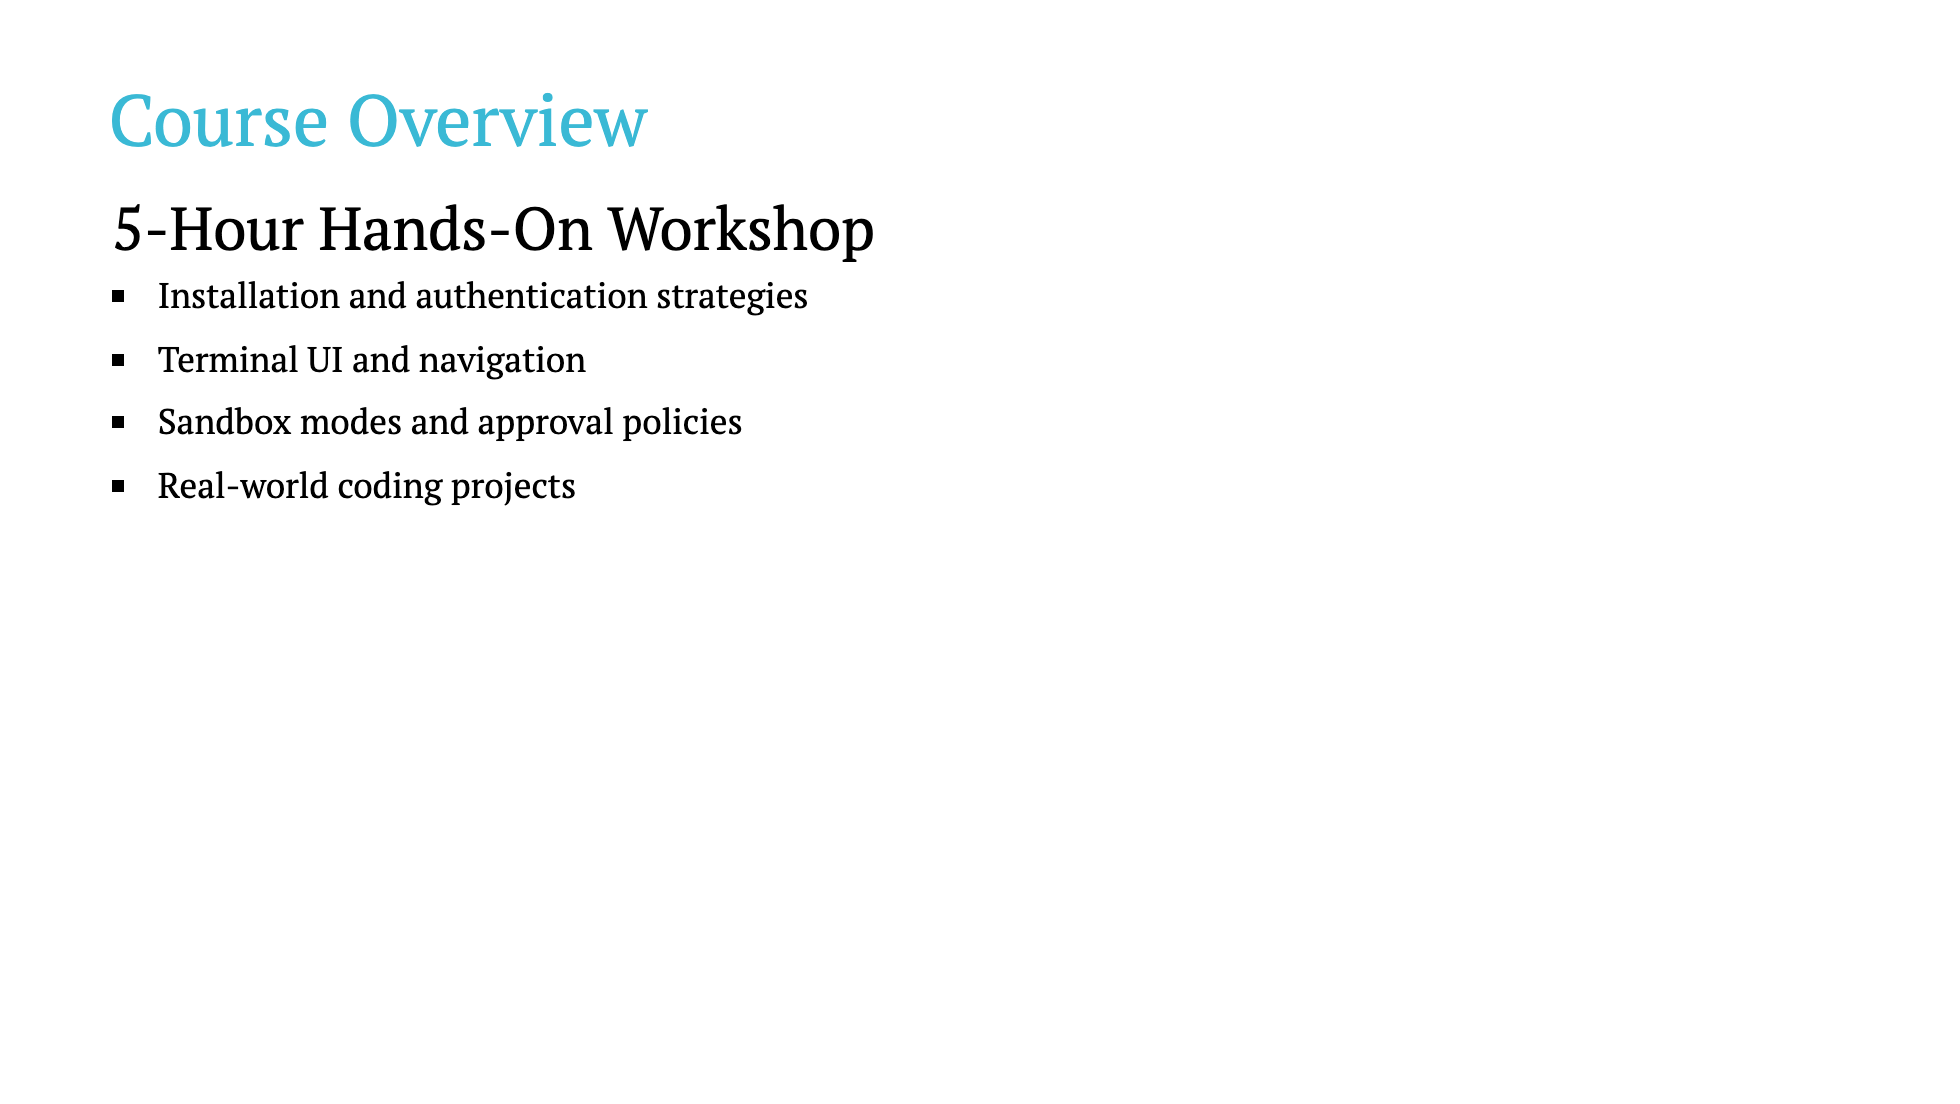 Course Overview
5-Hour Hands-On Workshop
▪ Installation and authentication strategies
▪ Terminal UI and navigation
▪ Sandbox modes and approval policies
▪ Real-world coding projects